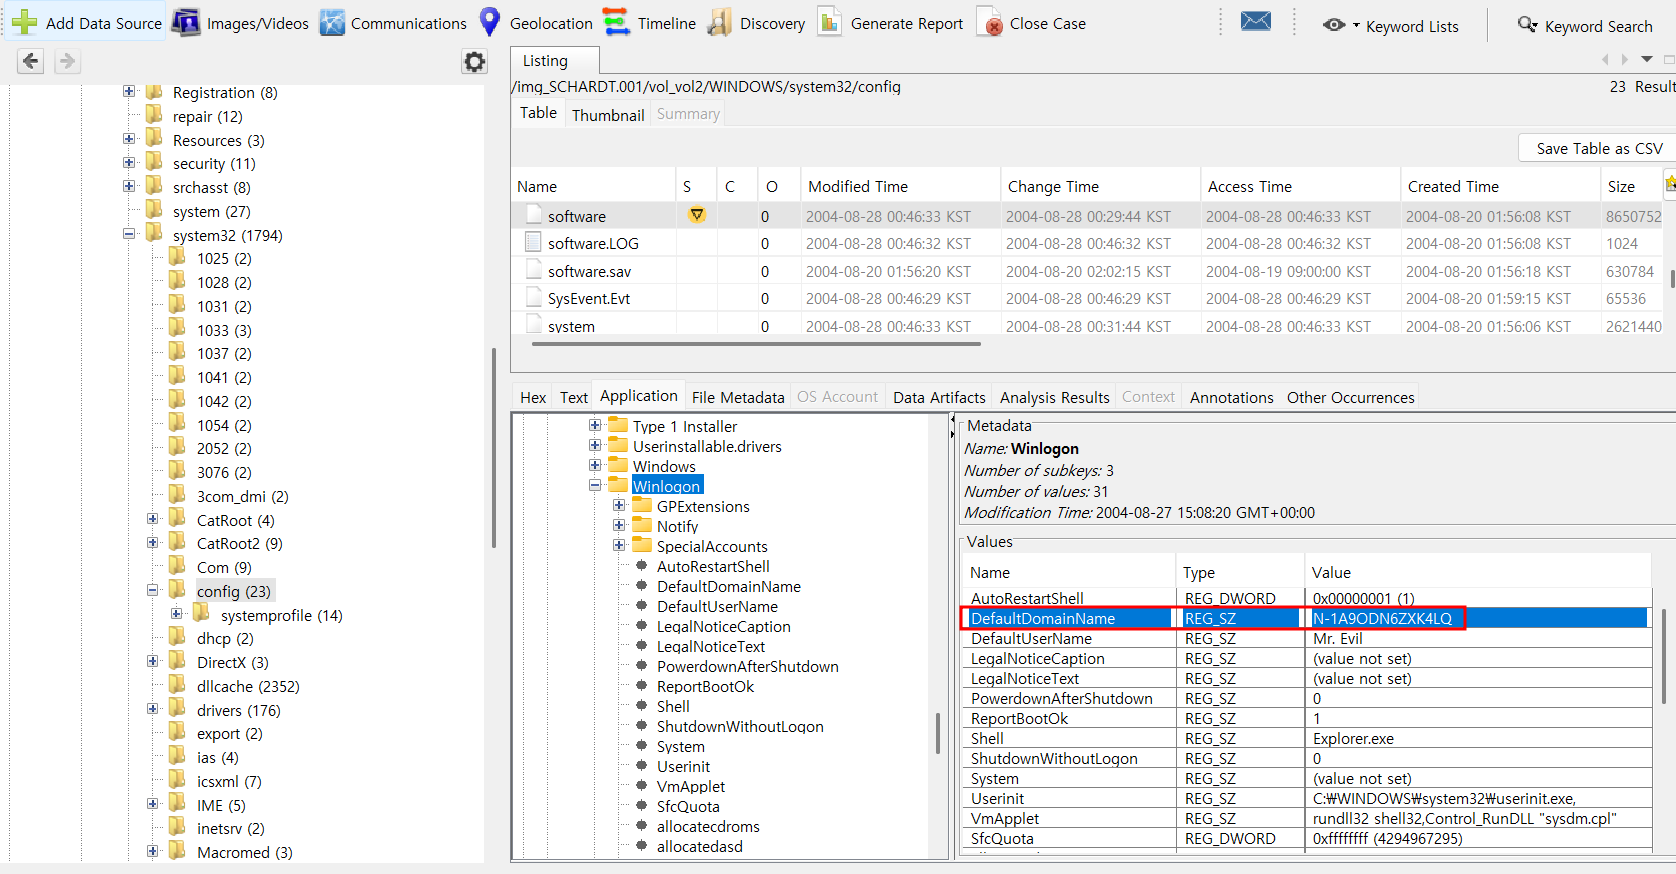 Add Data Source Images/Videos Communications Geolocation Timeline Discovery Generate Report Close Case Keyword Lists Keyword Search
Registration (8)
repair (12)
Resources (3)
security (11)
srchasst (8)
system (27)
system32 (1794)
1025 (2)
1028 (2)
1031 (2)
1033 (3)
1037 (2)
1041 (2)
1042 (2)
1054 (2)
2052 (2)
3076 (2)
3com_dmi (2)
CatRoot (4)
CatRoot2 (9)
Com (9)
config (23)
systemprofile (14)
dhcp (2)
DirectX (3)
dllcache (2352)
drivers (176)
export (2)
ias (4)
icsxml (7)
IME (5)
inetsrv (2)
Macromed (3)
Listing
/img_SCHARDT.001/vol_vol2/WINDOWS/system32/config 23 Result
Table Thumbnail Summary
Save Table as CSV
Name S C O Modified Time Change Time Access Time Created Time Size
software 0 2004-08-28 00:46:33 KST 2004-08-28 00:29:44 KST 2004-08-28 00:46:33 KST 2004-08-20 01:56:08 KST 8650752
software.LOG 0 2004-08-28 00:46:32 KST 2004-08-28 00:46:32 KST 2004-08-28 00:46:32 KST 2004-08-20 01:56:08 KST 1024
software.sav 0 2004-08-20 01:56:20 KST 2004-08-20 02:02:15 KST 2004-08-19 09:00:00 KST 2004-08-20 01:56:18 KST 630784
SysEvent.Evt 0 2004-08-28 00:46:29 KST 2004-08-28 00:46:29 KST 2004-08-28 00:46:29 KST 2004-08-20 01:59:15 KST 65536
system 0 2004-08-28 00:46:33 KST 2004-08-28 00:31:44 KST 2004-08-28 00:46:33 KST 2004-08-20 01:56:06 KST 2621440
Hex Text Application File Metadata OS Account Data Artifacts Analysis Results Context Annotations Other Occurrences
Type 1 Installer
Userinstallable.drivers
Windows
Winlogon
GPExtensions
Notify
SpecialAccounts
AutoRestartShell
DefaultDomainName
DefaultUserName
LegalNoticeCaption
LegalNoticeText
PowerdownAfterShutdown
ReportBootOk
Shell
ShutdownWithoutLogon
System
Userinit
VmApplet
SfcQuota
allocatecdroms
allocatedasd
Metadata
Name: Winlogon
Number of subkeys: 3
Number of values: 31
Modification Time: 2004-08-27 15:08:20 GMT+00:00
Values
Name Type Value
AutoRestartShell REG_DWORD 0x00000001 (1)
DefaultDomainName REG_SZ N-1A9ODN6ZXK4LQ
DefaultUserName REG_SZ Mr. Evil
LegalNoticeCaption REG_SZ (value not set)
LegalNoticeText REG_SZ (value not set)
PowerdownAfterShutdown REG_SZ 0
ReportBootOk REG_SZ 1
Shell REG_SZ Explorer.exe
ShutdownWithoutLogon REG_SZ 0
System REG_SZ (value not set)
Userinit REG_SZ C:₩WINDOWS₩system32₩userinit.exe,
VmApplet REG_SZ rundll32 shell32,Control_RunDLL "sysdm.cpl"
SfcQuota REG_DWORD 0xffffffff (4294967295)